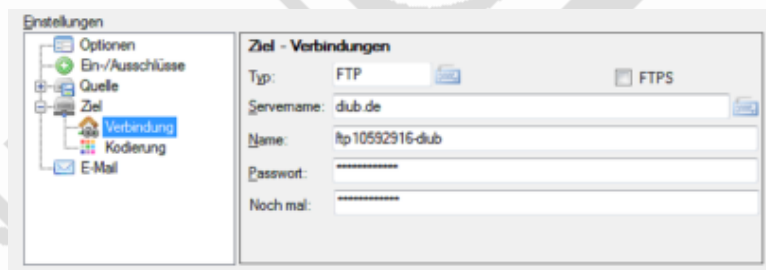 Einstellungen
Optionen
Ein-/Ausschlüsse
Quelle
Ziel
Verbindung
Kodierung
E-Mail
Ziel - Verbindungen
Typ: FTP FTPS
Servername: diub.de
Name: ftp10592916-diub
Passwort: ************
Noch mal: ************